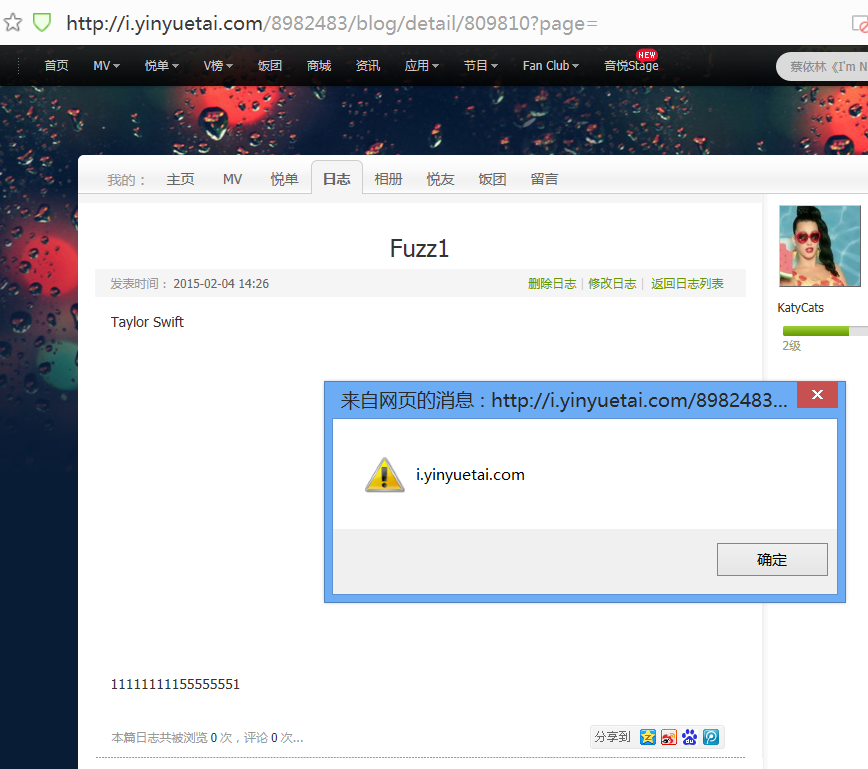 http://i.yinyuetai.com/8982483/blog/detail/809810?page=
首页 MV 悦单 V榜 饭团 商城 资讯 应用 节目 Fan Club 音悦Stage NEW 蔡依林《I'm N
我的： 主页 MV 悦单 日志 相册 悦友 饭团 留言
Fuzz1
发表时间： 2015-02-04 14:26 删除日志 | 修改日志 | 返回日志列表
KatyCats
Taylor Swift
2级
来自网页的消息 : http://i.yinyuetai.com/8982483...
i.yinyuetai.com
确定
11111111155555551
本篇日志共被浏览 0 次，评论 0 次... 分享到